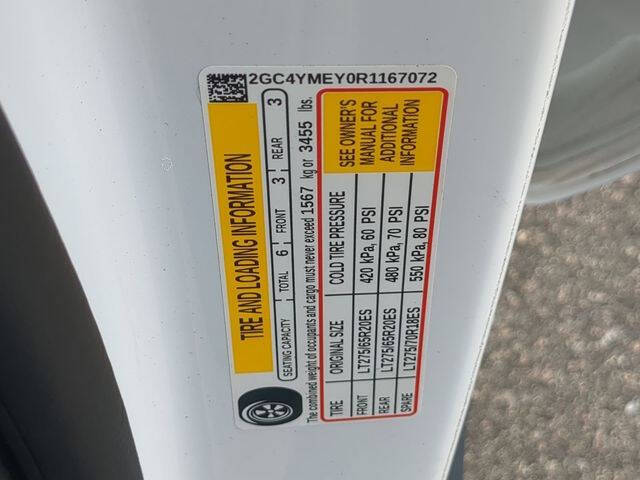 2GC4YMEY0R1167072
TIRE AND LOADING INFORMATION
SEATING CAPACITY TOTAL 6 FRONT 3 REAR 3
The combined weight of occupants and cargo must never exceed 1567 kg or 3455 lbs.
TIRE ORIGINAL SIZE COLD TIRE PRESSURE
FRONT LT275/65R20ES 420 kPa, 60 PSI
REAR LT275/65R20ES 480 kPa, 70 PSI
SPARE LT275/70R18ES 550 kPa, 80 PSI
SEE OWNER'S
MANUAL FOR
ADDITIONAL
INFORMATION